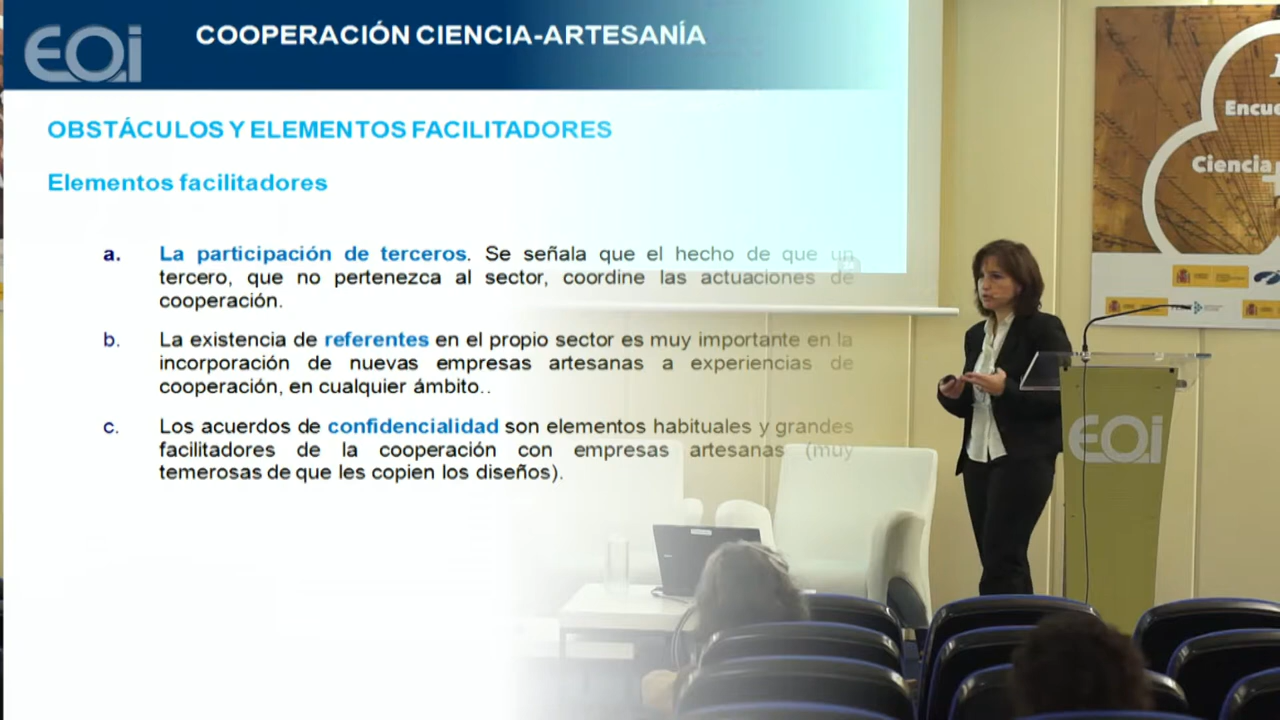 EOi
COOPERACIÓN CIENCIA-ARTESANÍA
OBSTÁCULOS Y ELEMENTOS FACILITADORES
Elementos facilitadores
a. La participación de terceros. Se señala que el hecho de que un
tercero, que no pertenezca al sector, coordine las actuaciones de
cooperación.
b. La existencia de referentes en el propio sector es muy importante en la
incorporación de nuevas empresas artesanas a experiencias de
cooperación, en cualquier ámbito..
c. Los acuerdos de confidencialidad son elementos habituales y grandes
facilitadores de la cooperación con empresas artesanas (muy
temerosas de que les copien los diseños).
Ciencia
EOi